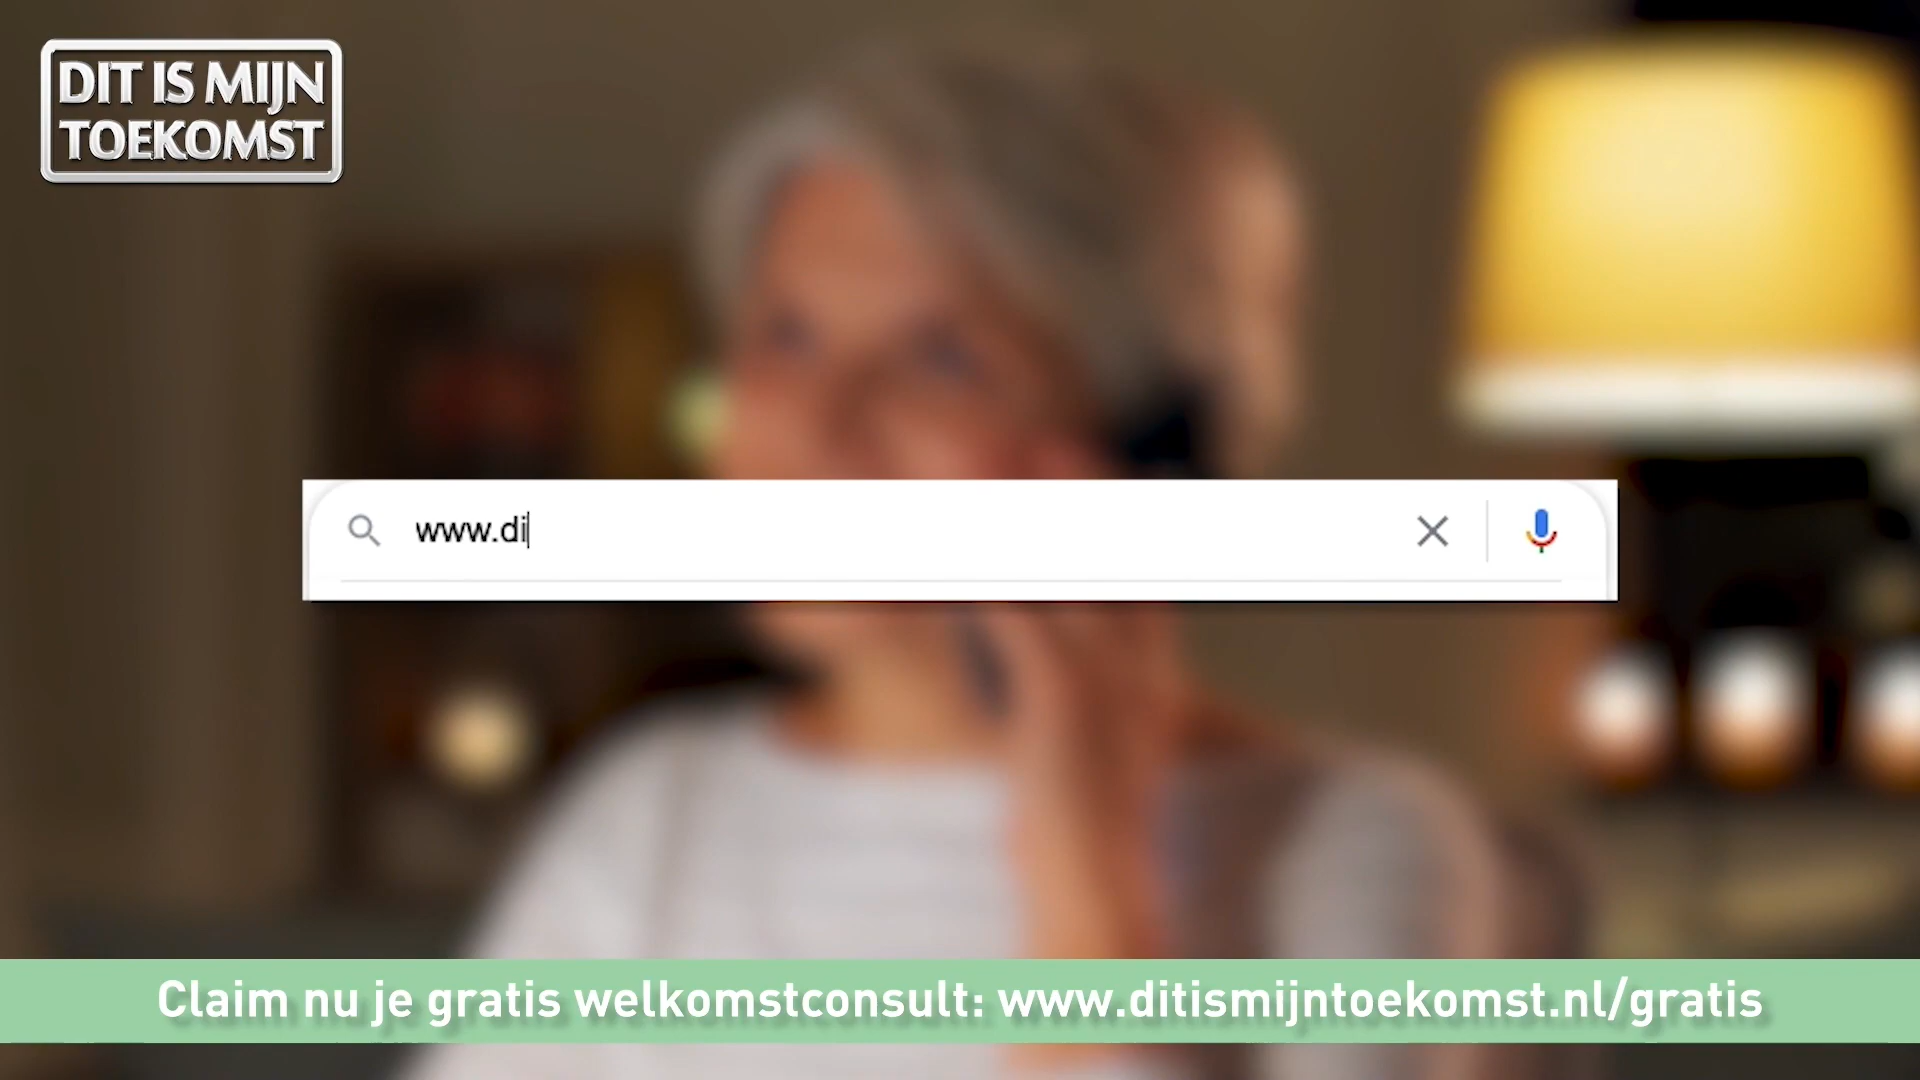 DIT IS MIJN
TOEKOMST
www.di
Claim nu je gratis welkomstconsult: www.ditismijntoekomst.nl/gratis